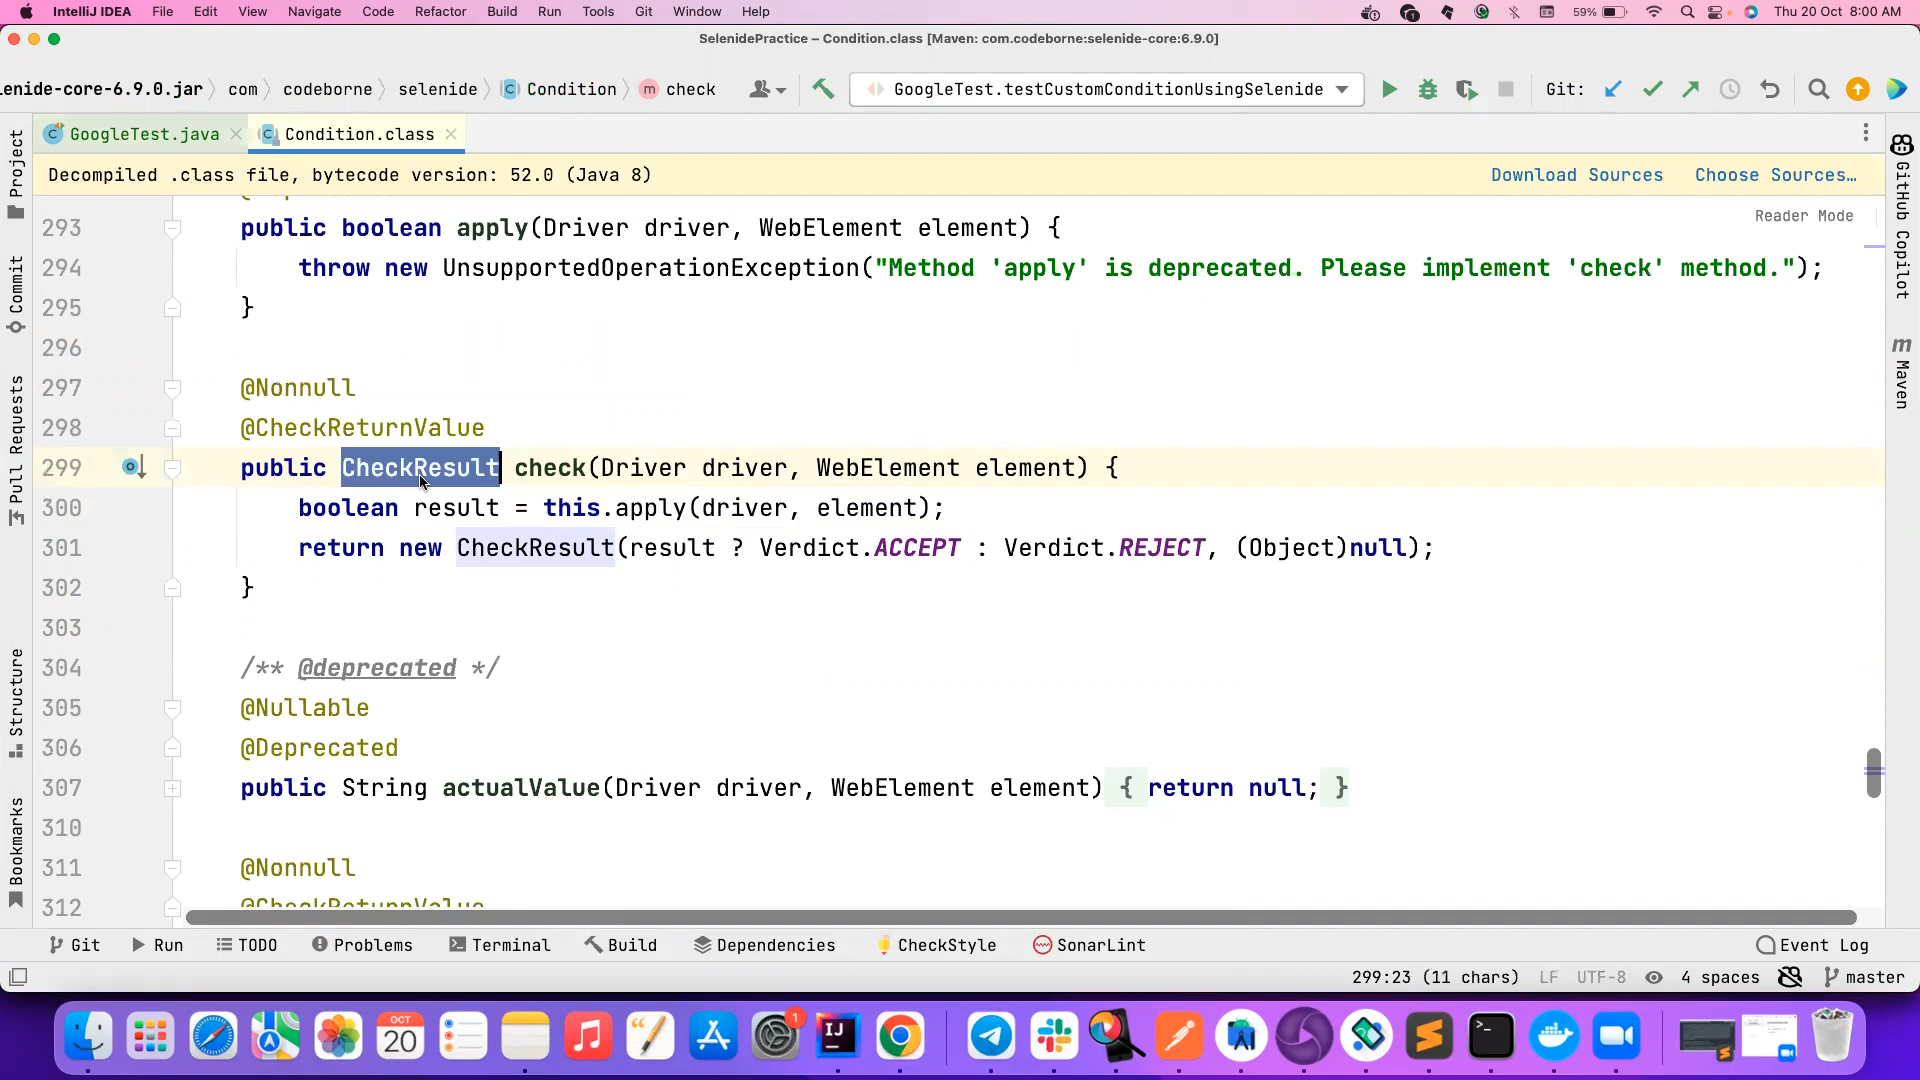 IntelliJ IDEA File Edit View Navigate Code Refactor Build Run Tools Git Window Help 59% Thu 20 Oct 8:00 AM
SelenidePractice – Condition.class [Maven: com.codeborne:selenide-core:6.9.0]
enide-core-6.9.0.jar com codeborne selenide Condition check GoogleTest.testCustomConditionUsingSelenide Git:
GoogleTest.java Condition.class
Decompiled .class file, bytecode version: 52.0 (Java 8) Download Sources Choose Sources…
Reader Mode
293 public boolean apply(Driver driver, WebElement element) {
294 throw new UnsupportedOperationException("Method 'apply' is deprecated. Please implement 'check' method.");
295 }
296
297 @Nonnull
298 @CheckReturnValue
299 public CheckResult check(Driver driver, WebElement element) {
300 boolean result = this.apply(driver, element);
301 return new CheckResult(result ? Verdict.ACCEPT : Verdict.REJECT, (Object)null);
302 }
303
304 /** @deprecated */
305 @Nullable
306 @Deprecated
307 public String actualValue(Driver driver, WebElement element) { return null; }
310
311 @Nonnull
312 @CheckReturnValue
Project
Commit
Pull Requests
Structure
Bookmarks
GitHub Copilot
Maven
Git Run TODO Problems Terminal Build Dependencies CheckStyle SonarLint Event Log
299:23 (11 chars) LF UTF-8 4 spaces master
OCT
20
1
IJ